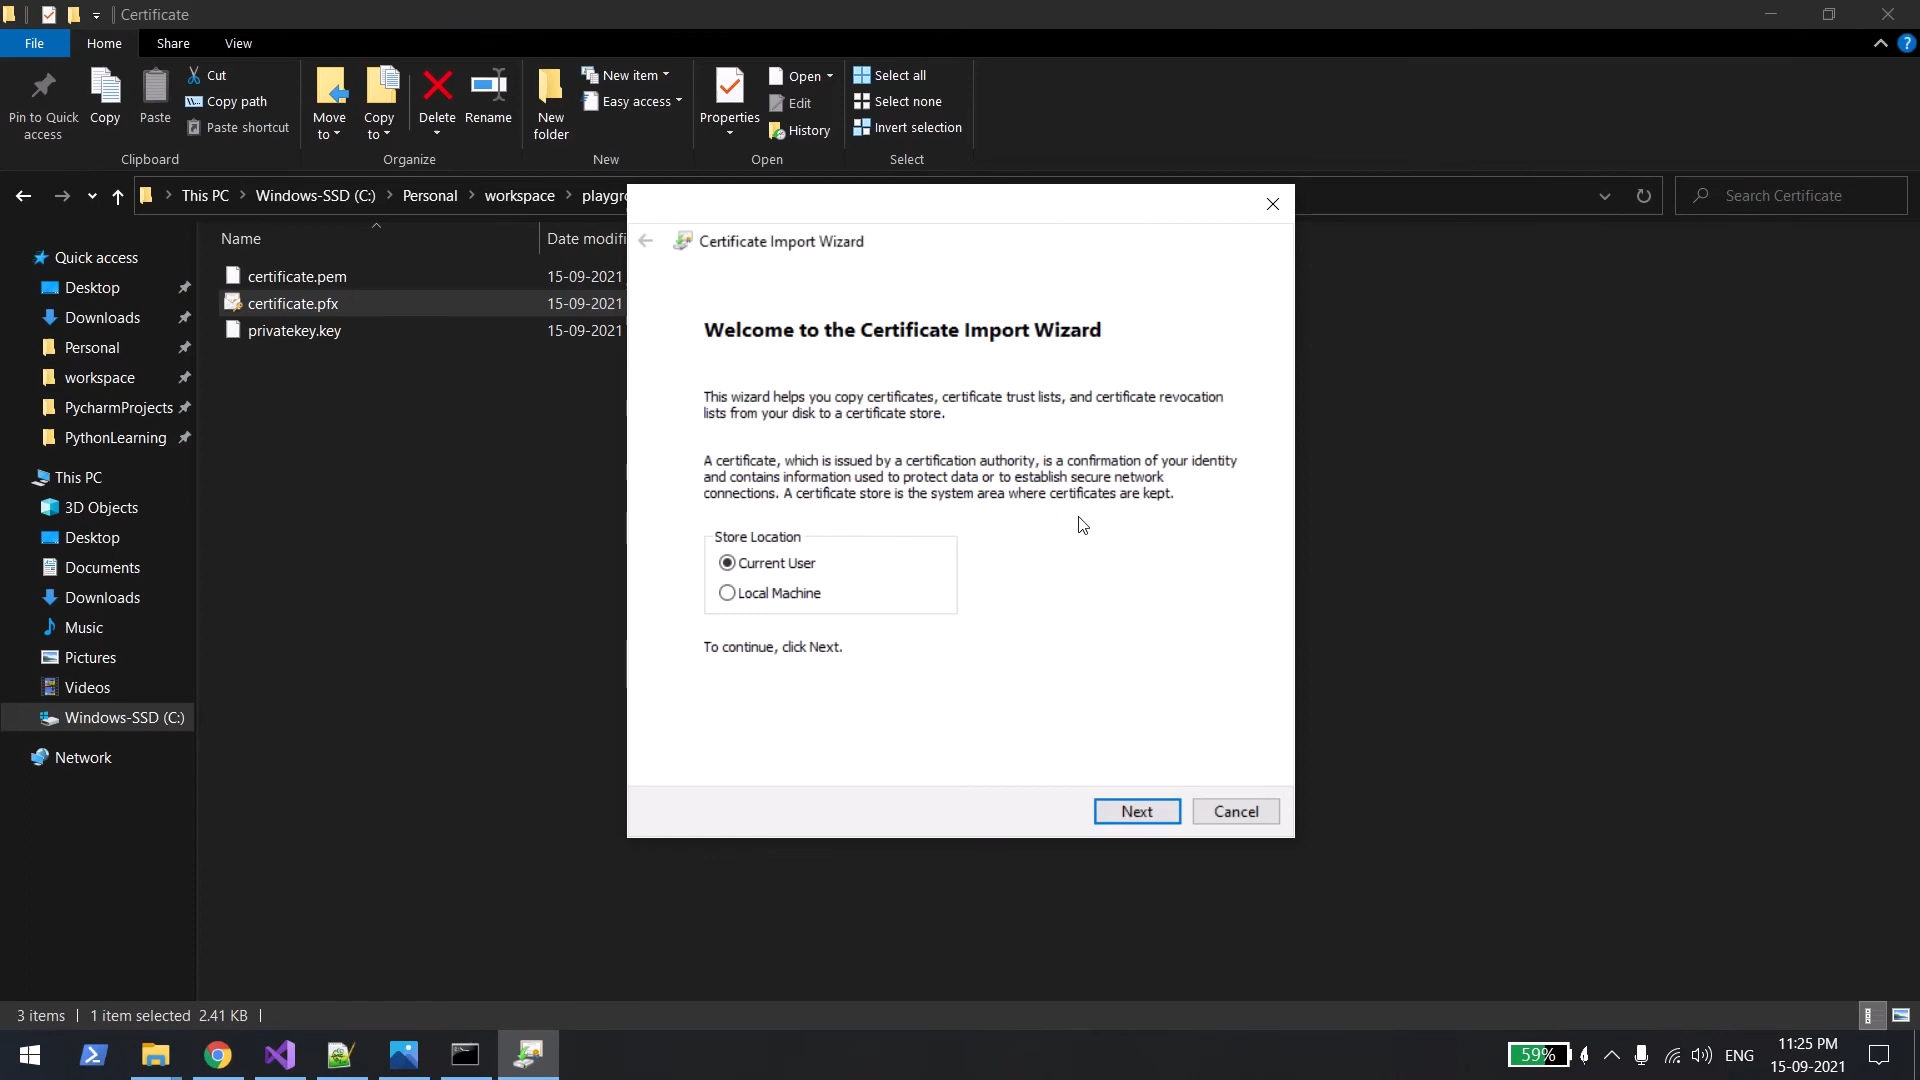 Certificate
File
Home
Share
View
Pin to Quick
access
Copy
Paste
Cut
Copy path
Paste shortcut
Clipboard
Move
to
Copy
to
Delete
Rename
Organize
New
folder
New item
Easy access
New
Properties
Open
Edit
History
Open
Select all
Select none
Invert selection
Select
This PC > Windows-SSD (C:) > Personal > workspace >
Search Certificate
Quick access
Desktop
Downloads
Personal
workspace
PycharmProjects
PythonLearning
This PC
3D Objects
Desktop
Documents
Downloads
Music
Pictures
Videos
Windows-SSD (C:)
Network
Name
certificate.pem 15-09-2021
certificate.pfx 15-09-2021
privatekey.key 15-09-2021
Certificate Import Wizard
Welcome to the Certificate Import Wizard
This wizard helps you copy certificates, certificate trust lists, and certificate revocation
lists from your disk to a certificate store.
A certificate, which is issued by a certification authority, is a confirmation of your identity
and contains information used to protect data or to establish secure network
connections. A certificate store is the system area where certificates are kept.
Store Location
Current User
Local Machine
To continue, click Next.
Next
Cancel
3 items
1 item selected 2.41 KB
59%
ENG
11:25 PM
15-09-2021